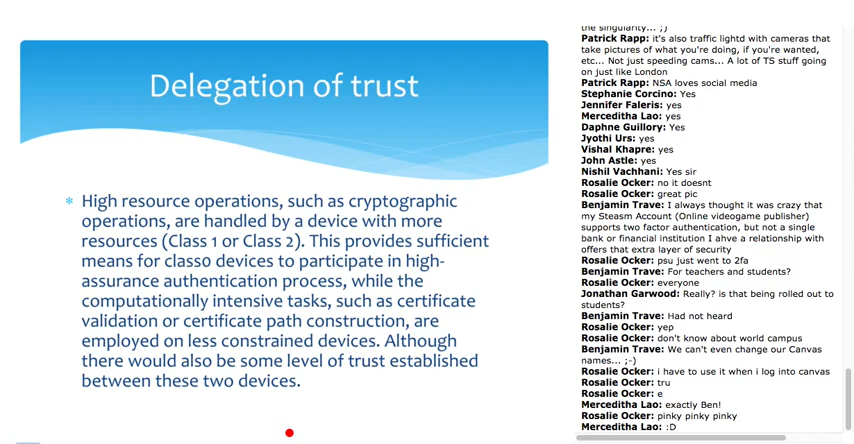 Delegation of trust
* High resource operations, such as cryptographic
operations, are handled by a device with more
resources (Class 1 or Class 2). This provides sufficient
means for class0 devices to participate in high-
assurance authentication process, while the
computationally intensive tasks, such as certificate
validation or certificate path construction, are
employed on less constrained devices. Although
there would also be some level of trust established
between these two devices.
the singularity... ;)
Patrick Rapp: it's also traffic lightd with cameras that
take pictures of what you're doing, if you're wanted,
etc... Not just speeding cams... A lot of TS stuff going
on just like London
Patrick Rapp: NSA loves social media
Stephanie Corcino: Yes
Jennifer Faleris: yes
Merceditha Lao: yes
Daphne Guillory: Yes
Jyothi Urs: yes
Vishal Khapre: yes
John Astle: yes
Nishil Vachhani: Yes sir
Rosalie Ocker: no it doesnt
Rosalie Ocker: great pic
Benjamin Trave: I always thought it was crazy that
my Steasm Account (Online videogame publisher)
supports two factor authentication, but not a single
bank or financial institution I ahve a relationship with
offers that extra layer of security
Rosalie Ocker: psu just went to 2fa
Benjamin Trave: For teachers and students?
Rosalie Ocker: everyone
Jonathan Garwood: Really? is that being rolled out to
students?
Benjamin Trave: Had not heard
Rosalie Ocker: yep
Rosalie Ocker: don't know about world campus
Benjamin Trave: We can't even change our Canvas
names... ;-)
Rosalie Ocker: i have to use it when i log into canvas
Rosalie Ocker: tru
Rosalie Ocker: e
Merceditha Lao: exactly Ben!
Rosalie Ocker: pinky pinky pinky
Merceditha Lao: :D